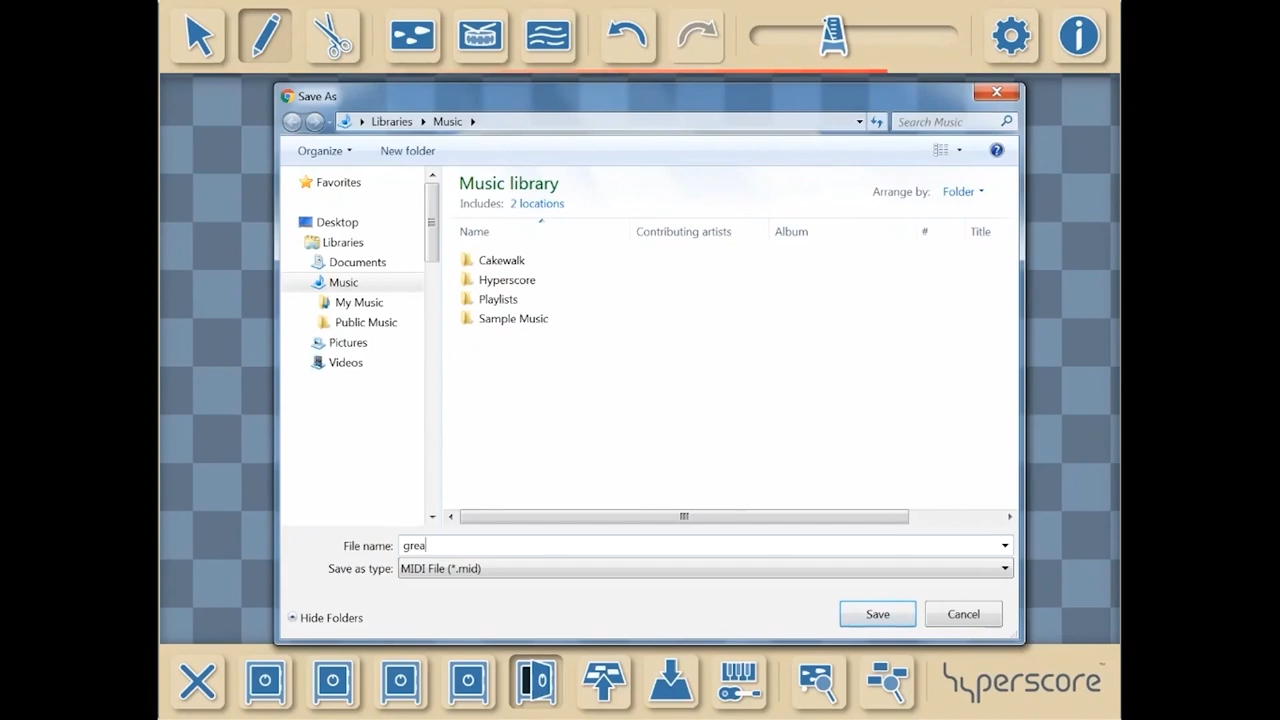 Save As
Libraries Music
Search Music
Organize New folder
Favorites
Desktop
Libraries
Documents
Music
My Music
Public Music
Pictures
Videos
Music library
Includes: 2 locations
Arrange by: Folder
Name Contributing artists Album # Title
Cakewalk
Hyperscore
Playlists
Sample Music
File name: grea
Save as type: MIDI File (*.mid)
Hide Folders
Save Cancel
hyperscore™